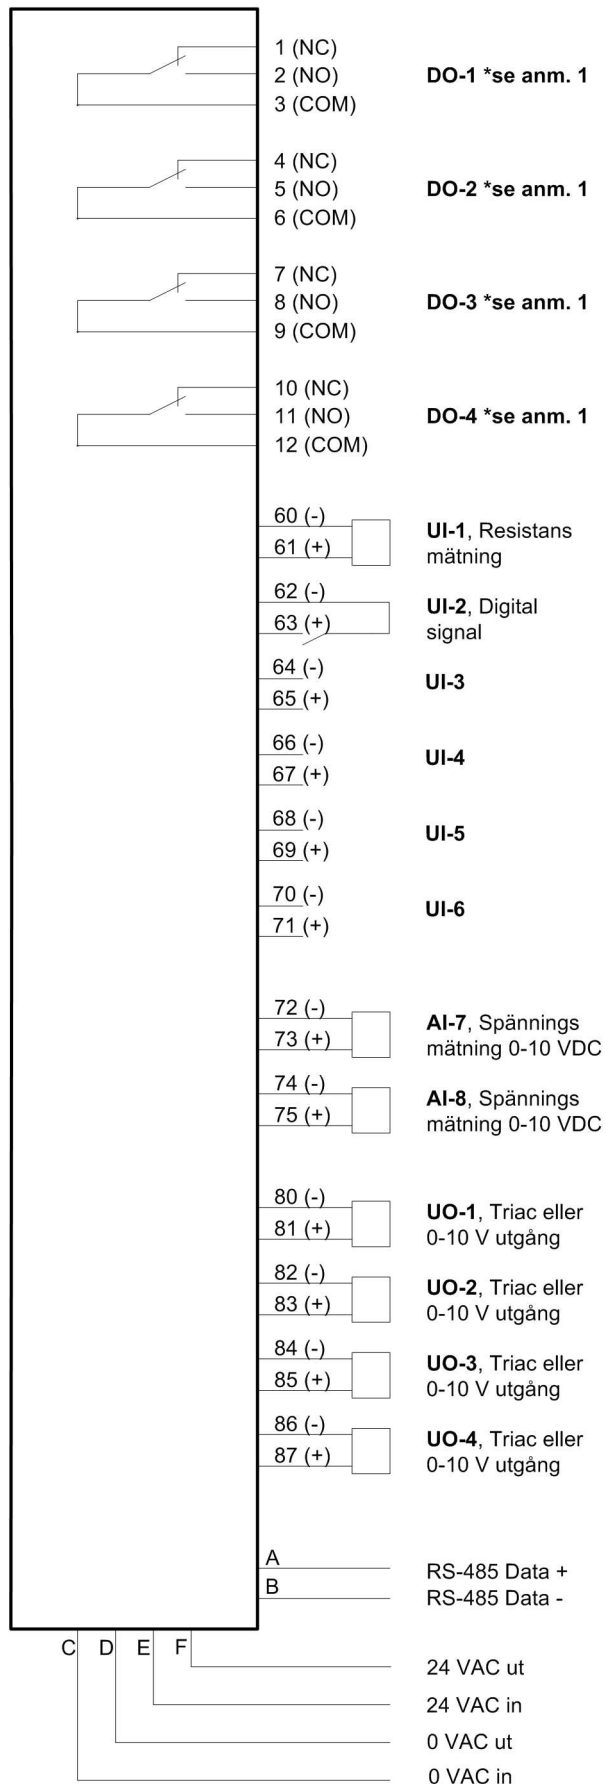 1 (NC)
2 (NO) DO-1 *se anm. 1
3 (COM)
4 (NC)
5 (NO) DO-2 *se anm. 1
6 (COM)
7 (NC)
8 (NO) DO-3 *se anm. 1
9 (COM)
10 (NC)
11 (NO) DO-4 *se anm. 1
12 (COM)
60 (-)
61 (+)
UI-1, Resistans
mätning
62 (-)
63 (+)
UI-2, Digital
signal
64 (-)
65 (+)
UI-3
66 (-)
67 (+)
UI-4
68 (-)
69 (+)
UI-5
70 (-)
71 (+)
UI-6
72 (-)
73 (+)
AI-7, Spännings
mätning 0-10 VDC
74 (-)
75 (+)
AI-8, Spännings
mätning 0-10 VDC
80 (-)
81 (+)
UO-1, Triac eller
0-10 V utgång
82 (-)
83 (+)
UO-2, Triac eller
0-10 V utgång
84 (-)
85 (+)
UO-3, Triac eller
0-10 V utgång
86 (-)
87 (+)
UO-4, Triac eller
0-10 V utgång
A RS-485 Data +
B RS-485 Data -
C D E F
24 VAC ut
24 VAC in
0 VAC ut
0 VAC in